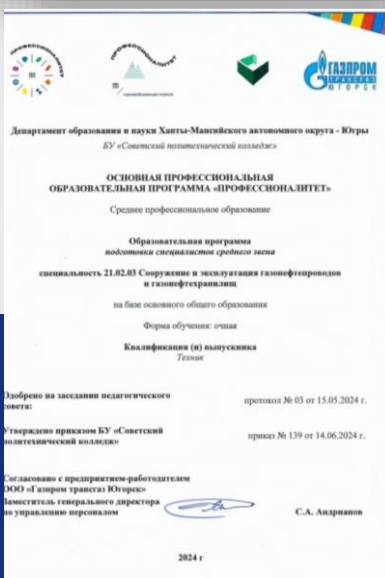 ПРОФЕССИОНАЛИТЕТ
ПРОФЕССИОНАЛИТЕТ
ГАЗПРОМ
ТРАНСГАЗ
ЮГОРСК
Департамент образования и науки Ханты-Мансийского автономного округа - Югры
БУ «Советский политехнический колледж»
ОСНОВНАЯ ПРОФЕССИОНАЛЬНАЯ
ОБРАЗОВАТЕЛЬНАЯ ПРОГРАММА «ПРОФЕССИОНАЛИТЕТ»
Среднее профессиональное образование
Образовательная программа
подготовки специалистов среднего звена
специальность 21.02.03 Сооружение и эксплуатация газонефтепроводов
и газонефтехранилищ
на базе основного общего образования
Форма обучения: очная
Квалификация (и) выпускника
Техник
Одобрено на заседании педагогического
совета:
протокол № 03 от 15.05.2024 г.
Утверждено приказом БУ «Советский
политехнический колледж»
приказ № 139 от 14.06.2024 г.
Согласовано с предприятием-работодателем
ООО «Газпром трансгаз Югорск»
Заместитель генерального директора
по управлению персоналом
С.А. Андрианов
2024 г